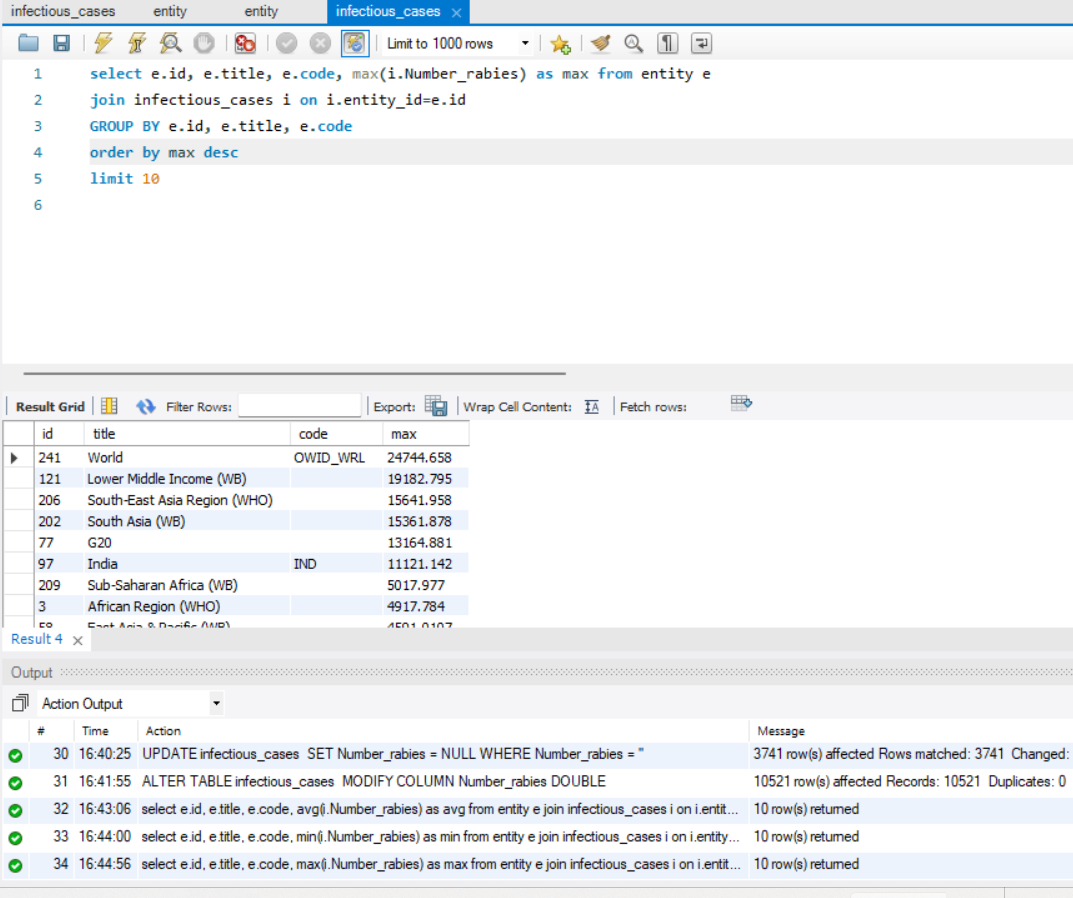 infectious_cases entity entity infectious_cases
Limit to 1000 rows
1 select e.id, e.title, e.code, max(i.Number_rabies) as max from entity e
2 join infectious_cases i on i.entity_id=e.id
3 GROUP BY e.id, e.title, e.code
4 order by max desc
5 limit 10
6
Result Grid Filter Rows: Export: Wrap Cell Content: Fetch rows:
id title code max
241 World OWID_WRL 24744.658
121 Lower Middle Income (WB) 19182.795
206 South-East Asia Region (WHO) 15641.958
202 South Asia (WB) 15361.878
77 G20 13164.881
97 India IND 11121.142
209 Sub-Saharan Africa (WB) 5017.977
3 African Region (WHO) 4917.784
58 East Asia & Pacific (WB)
Result 4
Output
Action Output
# Time Action Message
30 16:40:25 UPDATE infectious_cases SET Number_rabies = NULL WHERE Number_rabies = '' 3741 row(s) affected Rows matched: 3741 Changed:
31 16:41:55 ALTER TABLE infectious_cases MODIFY COLUMN Number_rabies DOUBLE 10521 row(s) affected Records: 10521 Duplicates: 0
32 16:43:06 select e.id, e.title, e.code, avg(i.Number_rabies) as avg from entity e join infectious_cases i on i.entit... 10 row(s) returned
33 16:44:00 select e.id, e.title, e.code, min(i.Number_rabies) as min from entity e join infectious_cases i on i.entity... 10 row(s) returned
34 16:44:56 select e.id, e.title, e.code, max(i.Number_rabies) as max from entity e join infectious_cases i on i.entit... 10 row(s) returned